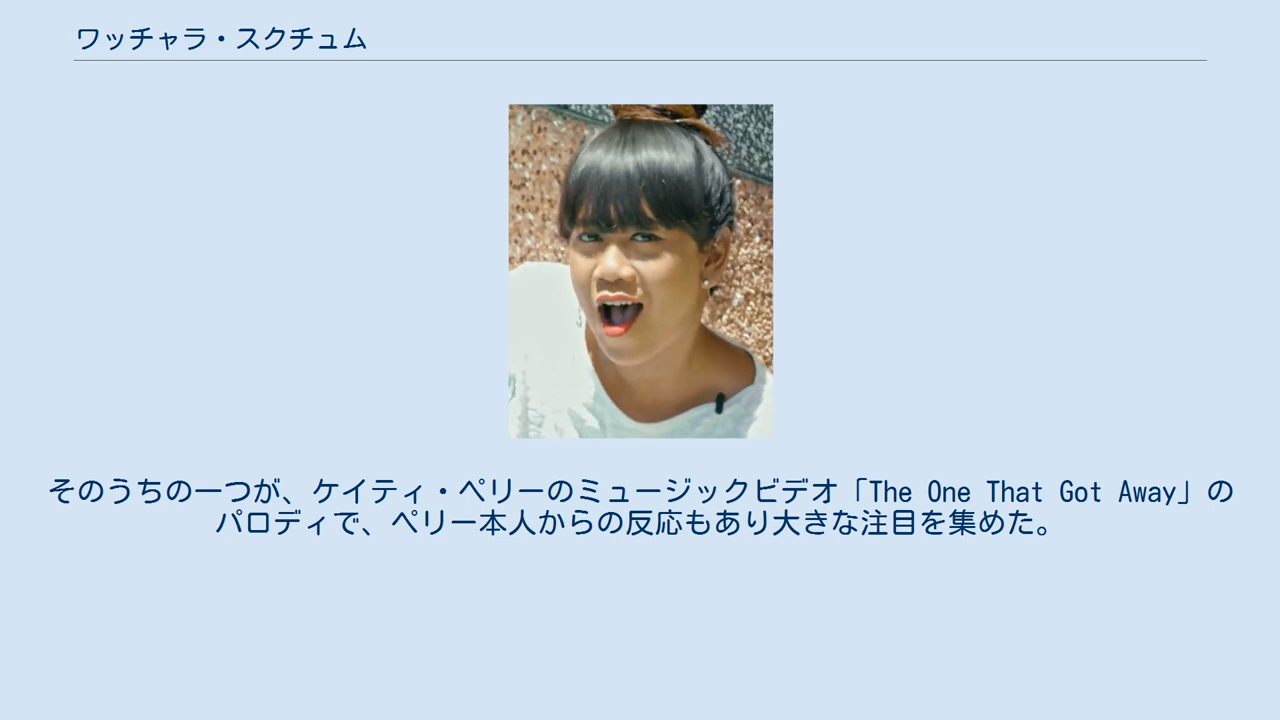 ワッチャラ・スクチュム
そのうちの一つが、ケイティ・ペリーのミュージックビデオ「The One That Got Away」の
パロディで、ペリー本人からの反応もあり大きな注目を集めた。